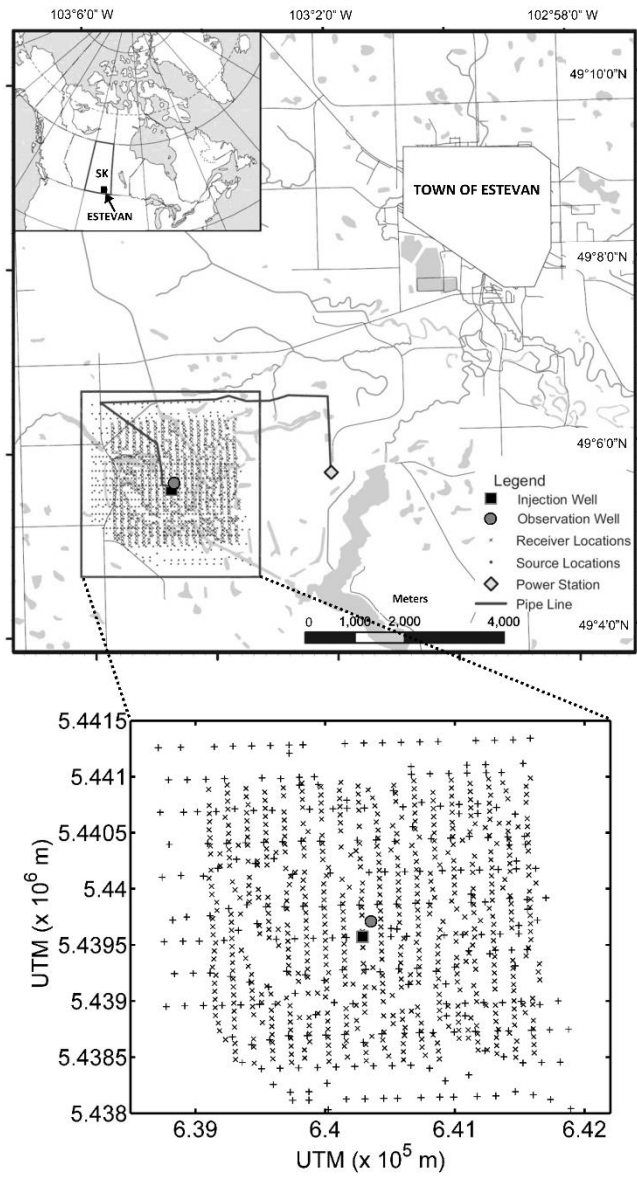 103°6'0" W
103°2'0" W
102°58'0" W
49°10'0"N
SK
ESTEVAN
TOWN OF ESTEVAN
49°8'0"N
49°6'0"N
Legend
Injection Well
Observation Well
Receiver Locations
Source Locations
Power Station
Pipe Line
Meters
0 1,000 2,000 4,000
49°4'0"N
5.4415
5.441
5.4405
5.44
5.4395
5.439
5.4385
5.438
UTM (x 10⁶ m)
6.39 6.4 6.41 6.42
UTM (x 10⁵ m)